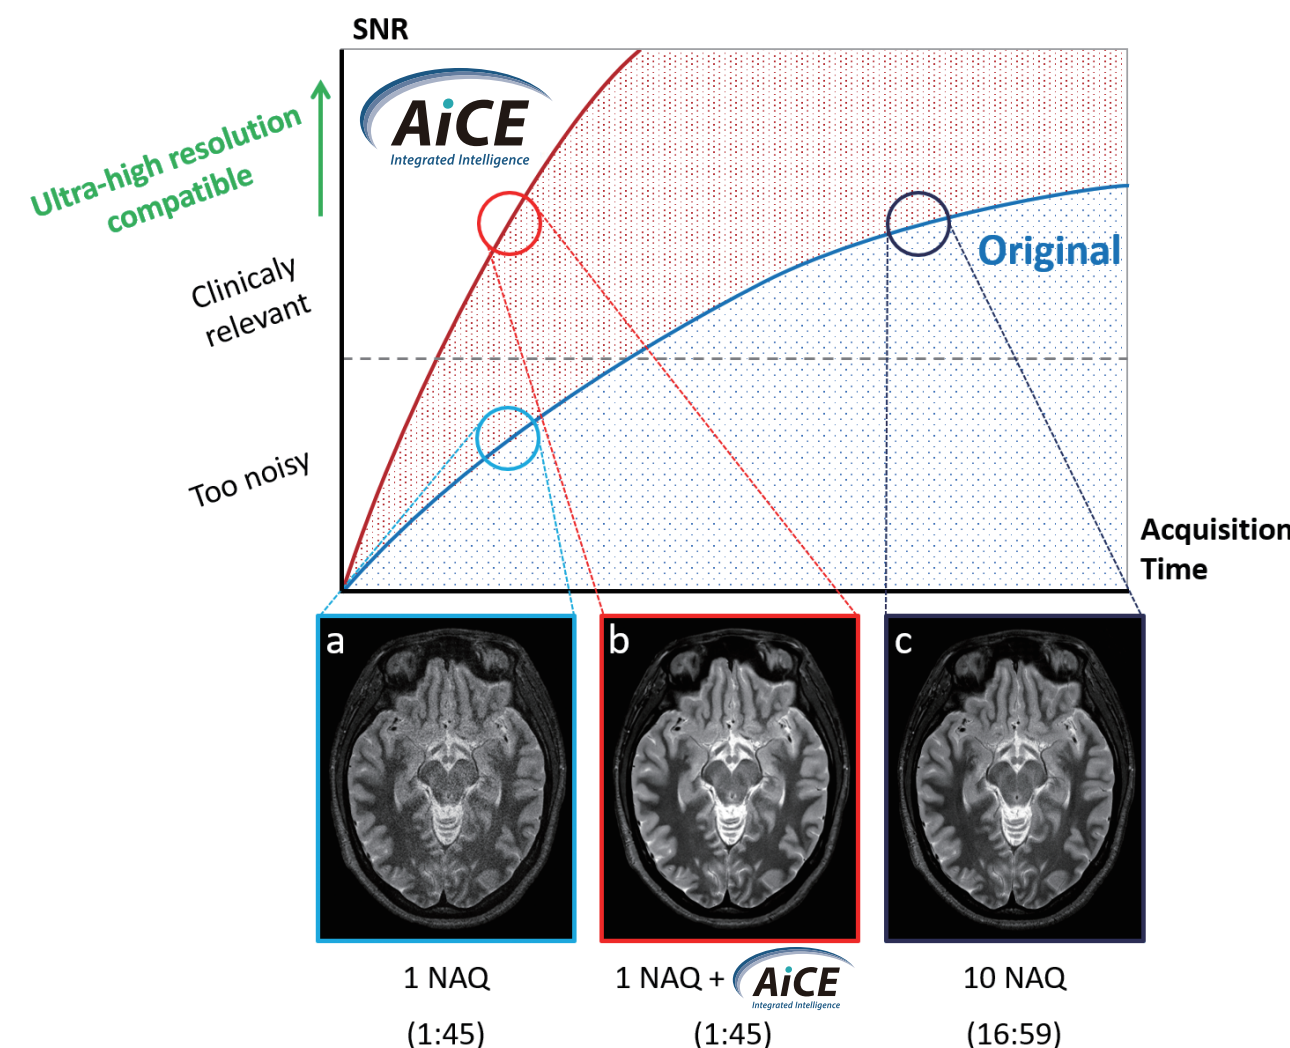 SNR
AiCE
Integrated Intelligence
Ultra-high resolution
compatible
Clinicaly
relevant
Original
Too noisy
Acquisition
Time
a
b
c
1 NAQ
1 NAQ + AiCE
Integrated Intelligence
10 NAQ
(1:45)
(1:45)
(16:59)